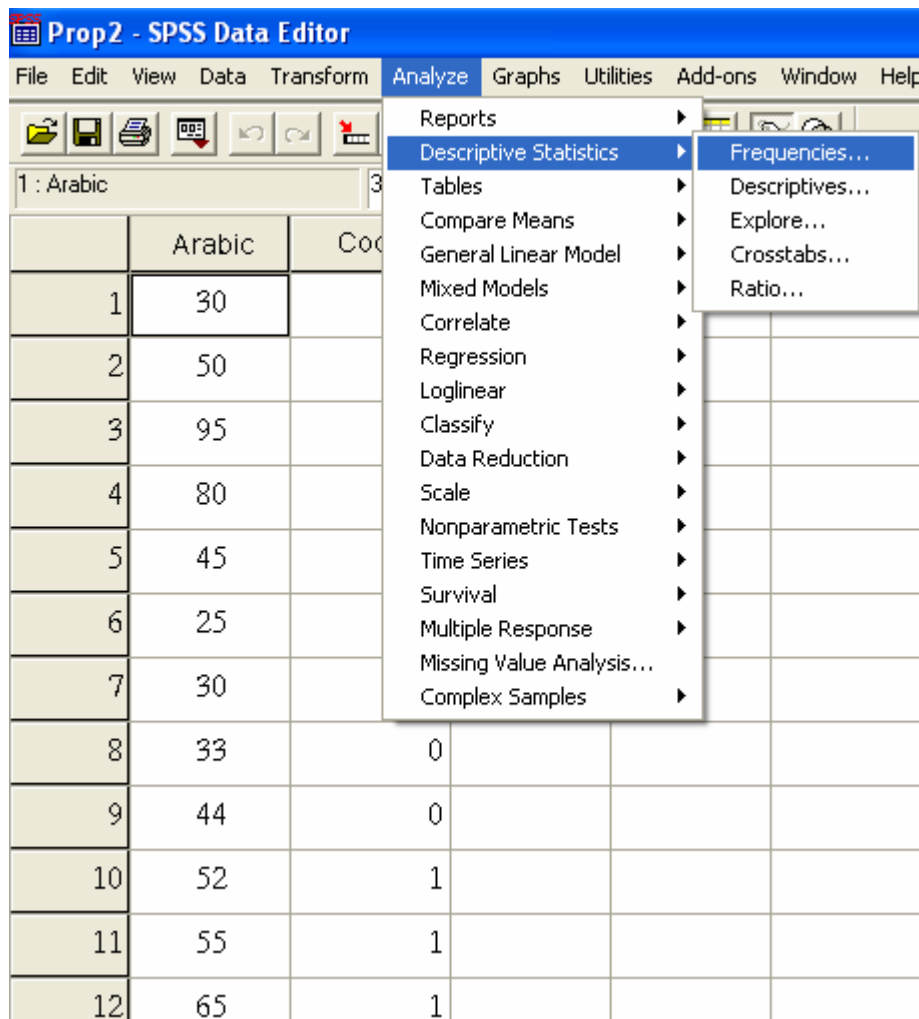 Prop2 - SPSS Data Editor
File Edit View Data Transform Analyze Graphs Utilities Add-ons Window Help
Reports
Descriptive Statistics
Tables
Compare Means
General Linear Model
Mixed Models
Correlate
Regression
Loglinear
Classify
Data Reduction
Scale
Nonparametric Tests
Time Series
Survival
Multiple Response
Missing Value Analysis...
Complex Samples
Frequencies...
Descriptives...
Explore...
Crosstabs...
Ratio...
1 : Arabic 3
Arabic
1 30
2 50
3 95
4 80
5 45
6 25
7 30
8 33 0
9 44 0
10 52 1
11 55 1
12 65 1